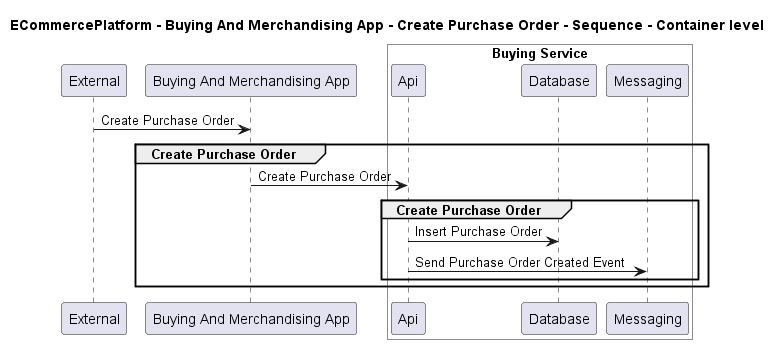 ECommercePlatform - Buying And Merchandising App - Create Purchase Order - Sequence - Container level
Buying Service
External Buying And Merchandising App Api Database Messaging
Create Purchase Order
Create Purchase Order
Create Purchase Order
Create Purchase Order
Insert Purchase Order
Send Purchase Order Created Event
External Buying And Merchandising App Api Database Messaging